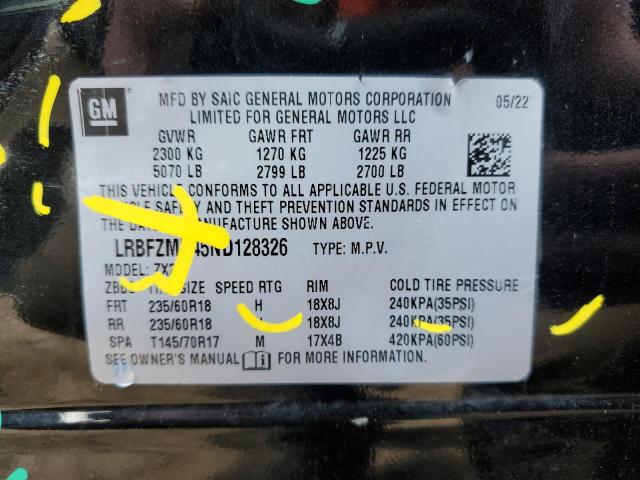 GM
MFD BY SAIC GENERAL MOTORS CORPORATION 05/22
LIMITED FOR GENERAL MOTORS LLC
GVWR GAWR FRT GAWR RR
2300 KG 1270 KG 1225 KG
5070 LB 2799 LB 2700 LB
THIS VEHICLE CONFORMS TO ALL APPLICABLE U.S. FEDERAL MOTOR
SAFETY AND THEFT PREVENTION STANDARDS IN EFFECT ON
THE MANUFACTURE SHOWN ABOVE.
TYPE: M.P.V.
MODEL:
SIZE SPEED RTG RIM COLD TIRE PRESSURE
FRT 235/60R18 H 18X8J 240KPA(35PSI)
RR 235/60R18 18X8J 240KPA(35PSI)
SPA T145/70R17 M 17X4B 420KPA(60PSI)
SEE OWNER'S MANUAL FOR MORE INFORMATION.